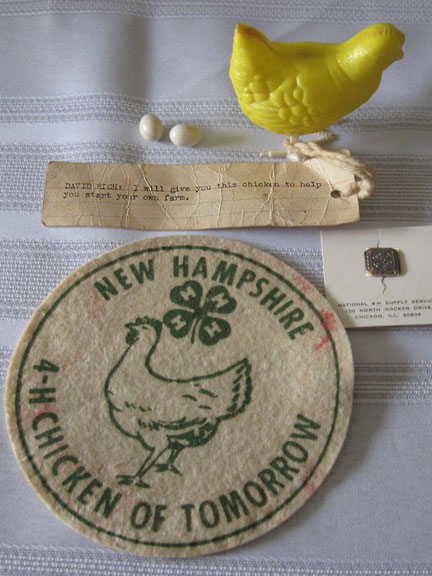 DAVID RICH: I will give you this chicken to help
you start your own farm.
NEW HAMPSHIRE
4-H CHICKEN OF TOMORROW
NATIONAL 4-H SUPPLY SERVICE
150 NORTH WACKER DRIVE
CHICAGO, ILL. 60606